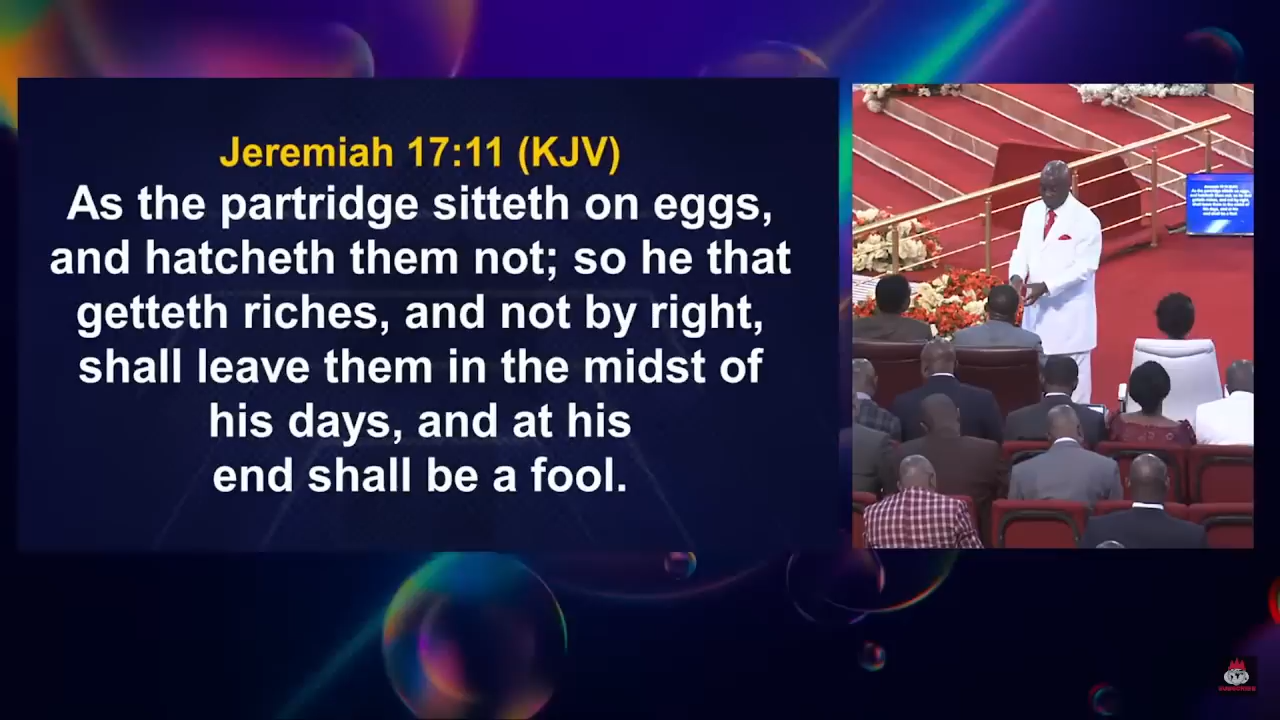 Jeremiah 17:11 (KJV)
As the partridge sitteth on eggs,
and hatcheth them not; so he that
getteth riches, and not by right,
shall leave them in the midst of
his days, and at his
end shall be a fool.
SUBSCRIBE